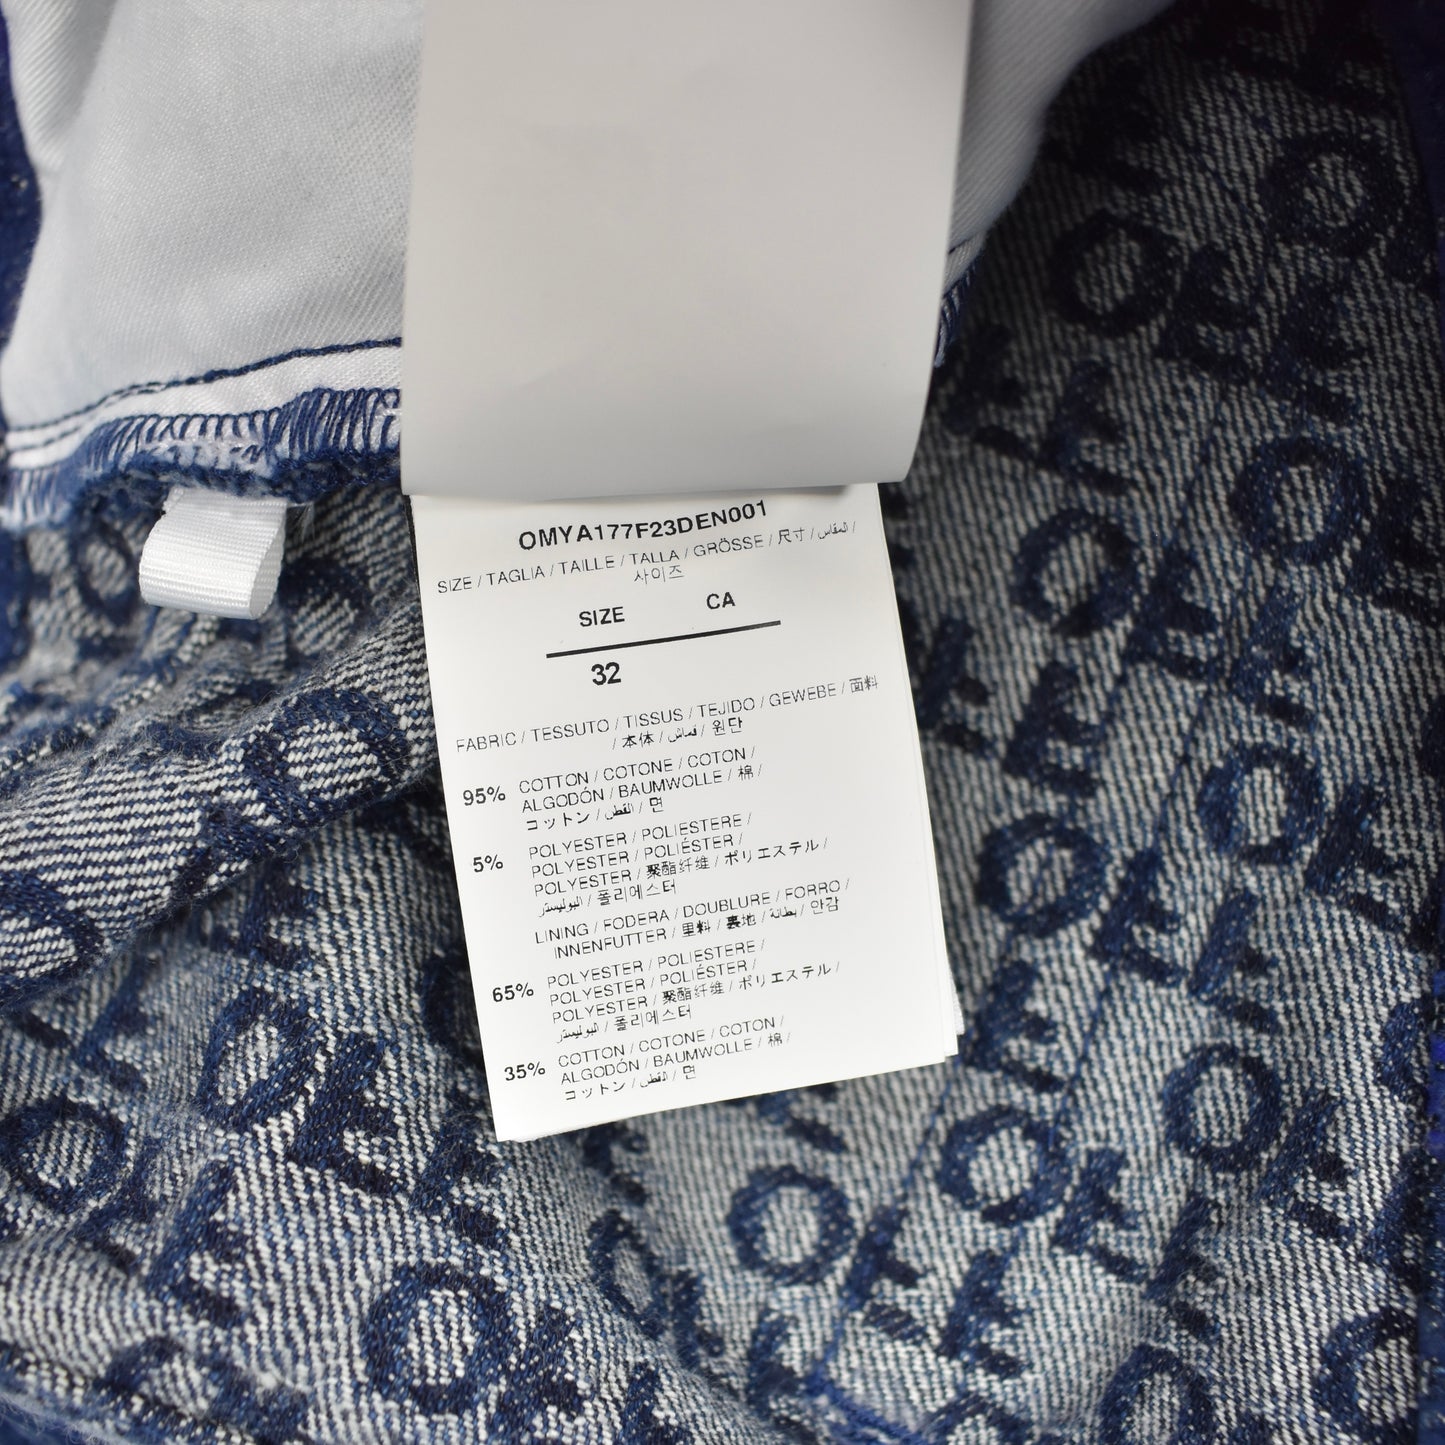 OMYA177F23DEN001
SIZE / TAGLIA / TAILLE / TALLA / GRÖSSE / 尺寸 / المقاس /
사이즈
SIZE CA
32
FABRIC / TESSUTO / TISSUS / TEJIDO / GEWEBE / 面料
/ 本体 / قماش / 원단
95% COTTON / COTONE / COTON /
ALGODÓN / BAUMWOLLE / 棉 /
コットン / القطن / 면
5% POLYESTER / POLIESTERE /
POLYESTER / POLIÉSTER /
POLYESTER / 聚酯纤维 / ポリエステル /
البوليستر / 폴리에스터
LINING / FODERA / DOUBLURE / FORRO /
INNENFUTTER / 里料 / 裏地 / بطانة / 안감
65% POLYESTER / POLIESTERE /
POLYESTER / POLIÉSTER /
POLYESTER / 聚酯纤维 / ポリエステル /
البوليستر / 폴리에스터
35% COTTON / COTONE / COTON /
ALGODÓN / BAUMWOLLE / 棉 /
コットン / القطن / 면